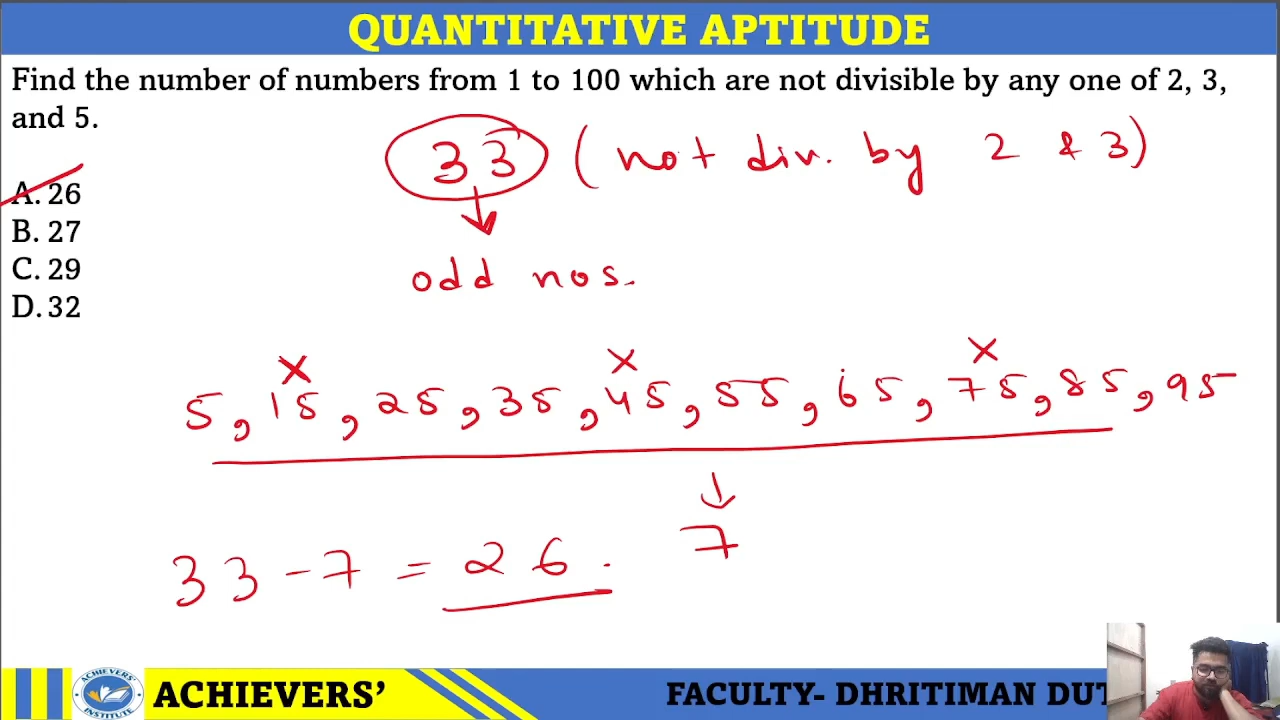 QUANTITATIVE APTITUDE
Find the number of numbers from 1 to 100 which are not divisible by any one of 2, 3,
and 5.
33 (not div. by 2 & 3)
A. 26
B. 27
C. 29
D. 32
odd nos.
x x x
5, 15, 25, 35, 45, 55, 65, 75, 85, 95
7
33 - 7 = 26.
ACHIEVERS' INSTITUTE
ACHIEVERS’
FACULTY- DHRITIMAN DUT